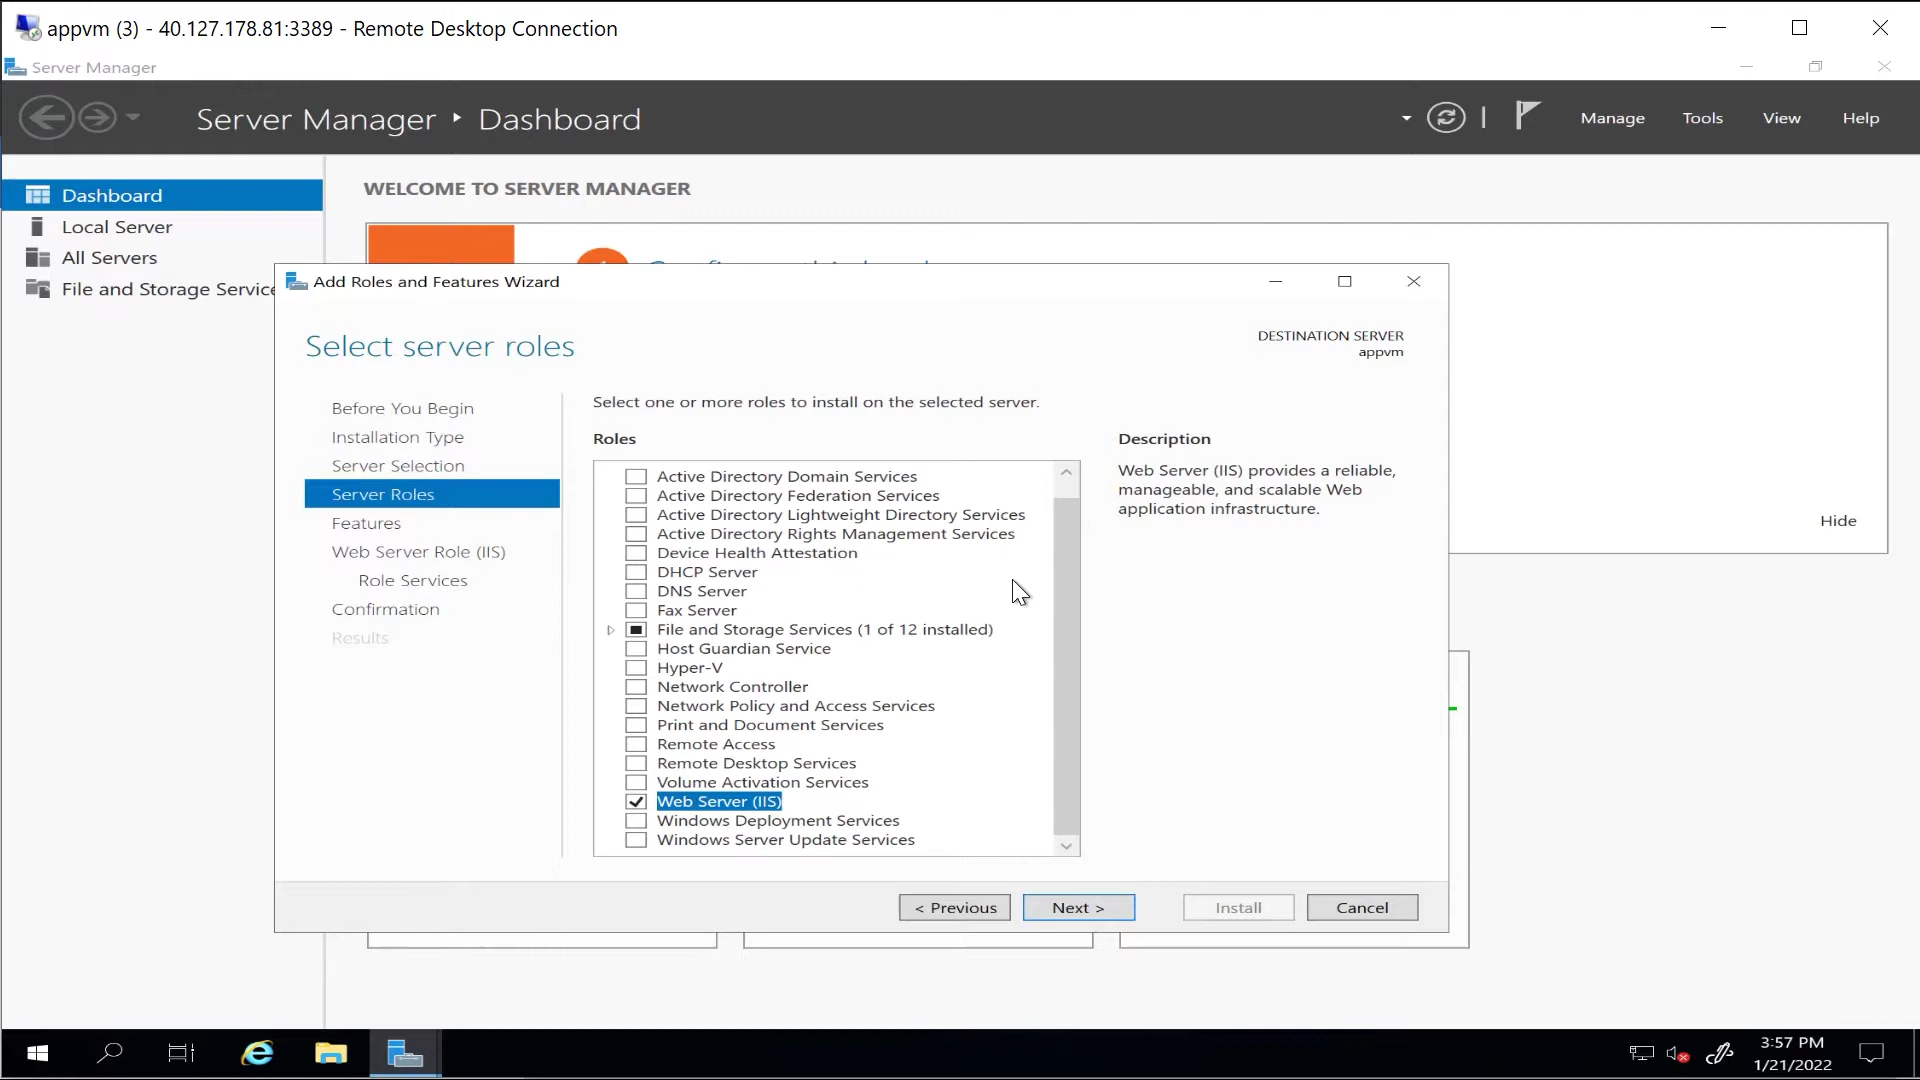 appvm (3) - 40.127.178.81:3389 - Remote Desktop Connection
Server Manager
Server Manager ‣ Dashboard
Manage Tools View Help
Dashboard
Local Server
All Servers
File and Storage Service
WELCOME TO SERVER MANAGER
Hide
Add Roles and Features Wizard
Select server roles
DESTINATION SERVER
appvm
Before You Begin
Installation Type
Server Selection
Server Roles
Features
Web Server Role (IIS)
Role Services
Confirmation
Results
Select one or more roles to install on the selected server.
Roles
Active Directory Domain Services
Active Directory Federation Services
Active Directory Lightweight Directory Services
Active Directory Rights Management Services
Device Health Attestation
DHCP Server
DNS Server
Fax Server
File and Storage Services (1 of 12 installed)
Host Guardian Service
Hyper-V
Network Controller
Network Policy and Access Services
Print and Document Services
Remote Access
Remote Desktop Services
Volume Activation Services
Web Server (IIS)
Windows Deployment Services
Windows Server Update Services
Description
Web Server (IIS) provides a reliable,
manageable, and scalable Web
application infrastructure.
< Previous Next > Install Cancel
3:57 PM
1/21/2022